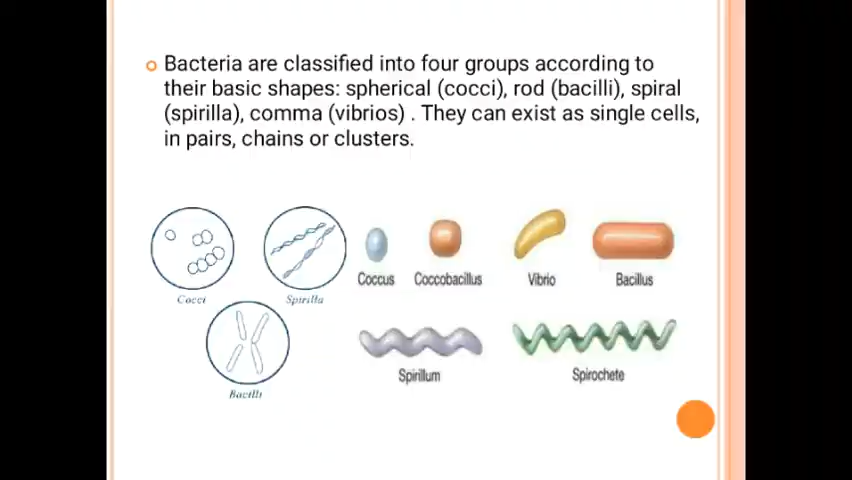 Bacteria are classified into four groups according to
their basic shapes: spherical (cocci), rod (bacilli), spiral
(spirilla), comma (vibrios) . They can exist as single cells,
in pairs, chains or clusters.
Cocci
Spirilla
Bacilli
Coccus
Coccobacillus
Vibrio
Bacillus
Spirillum
Spirochete